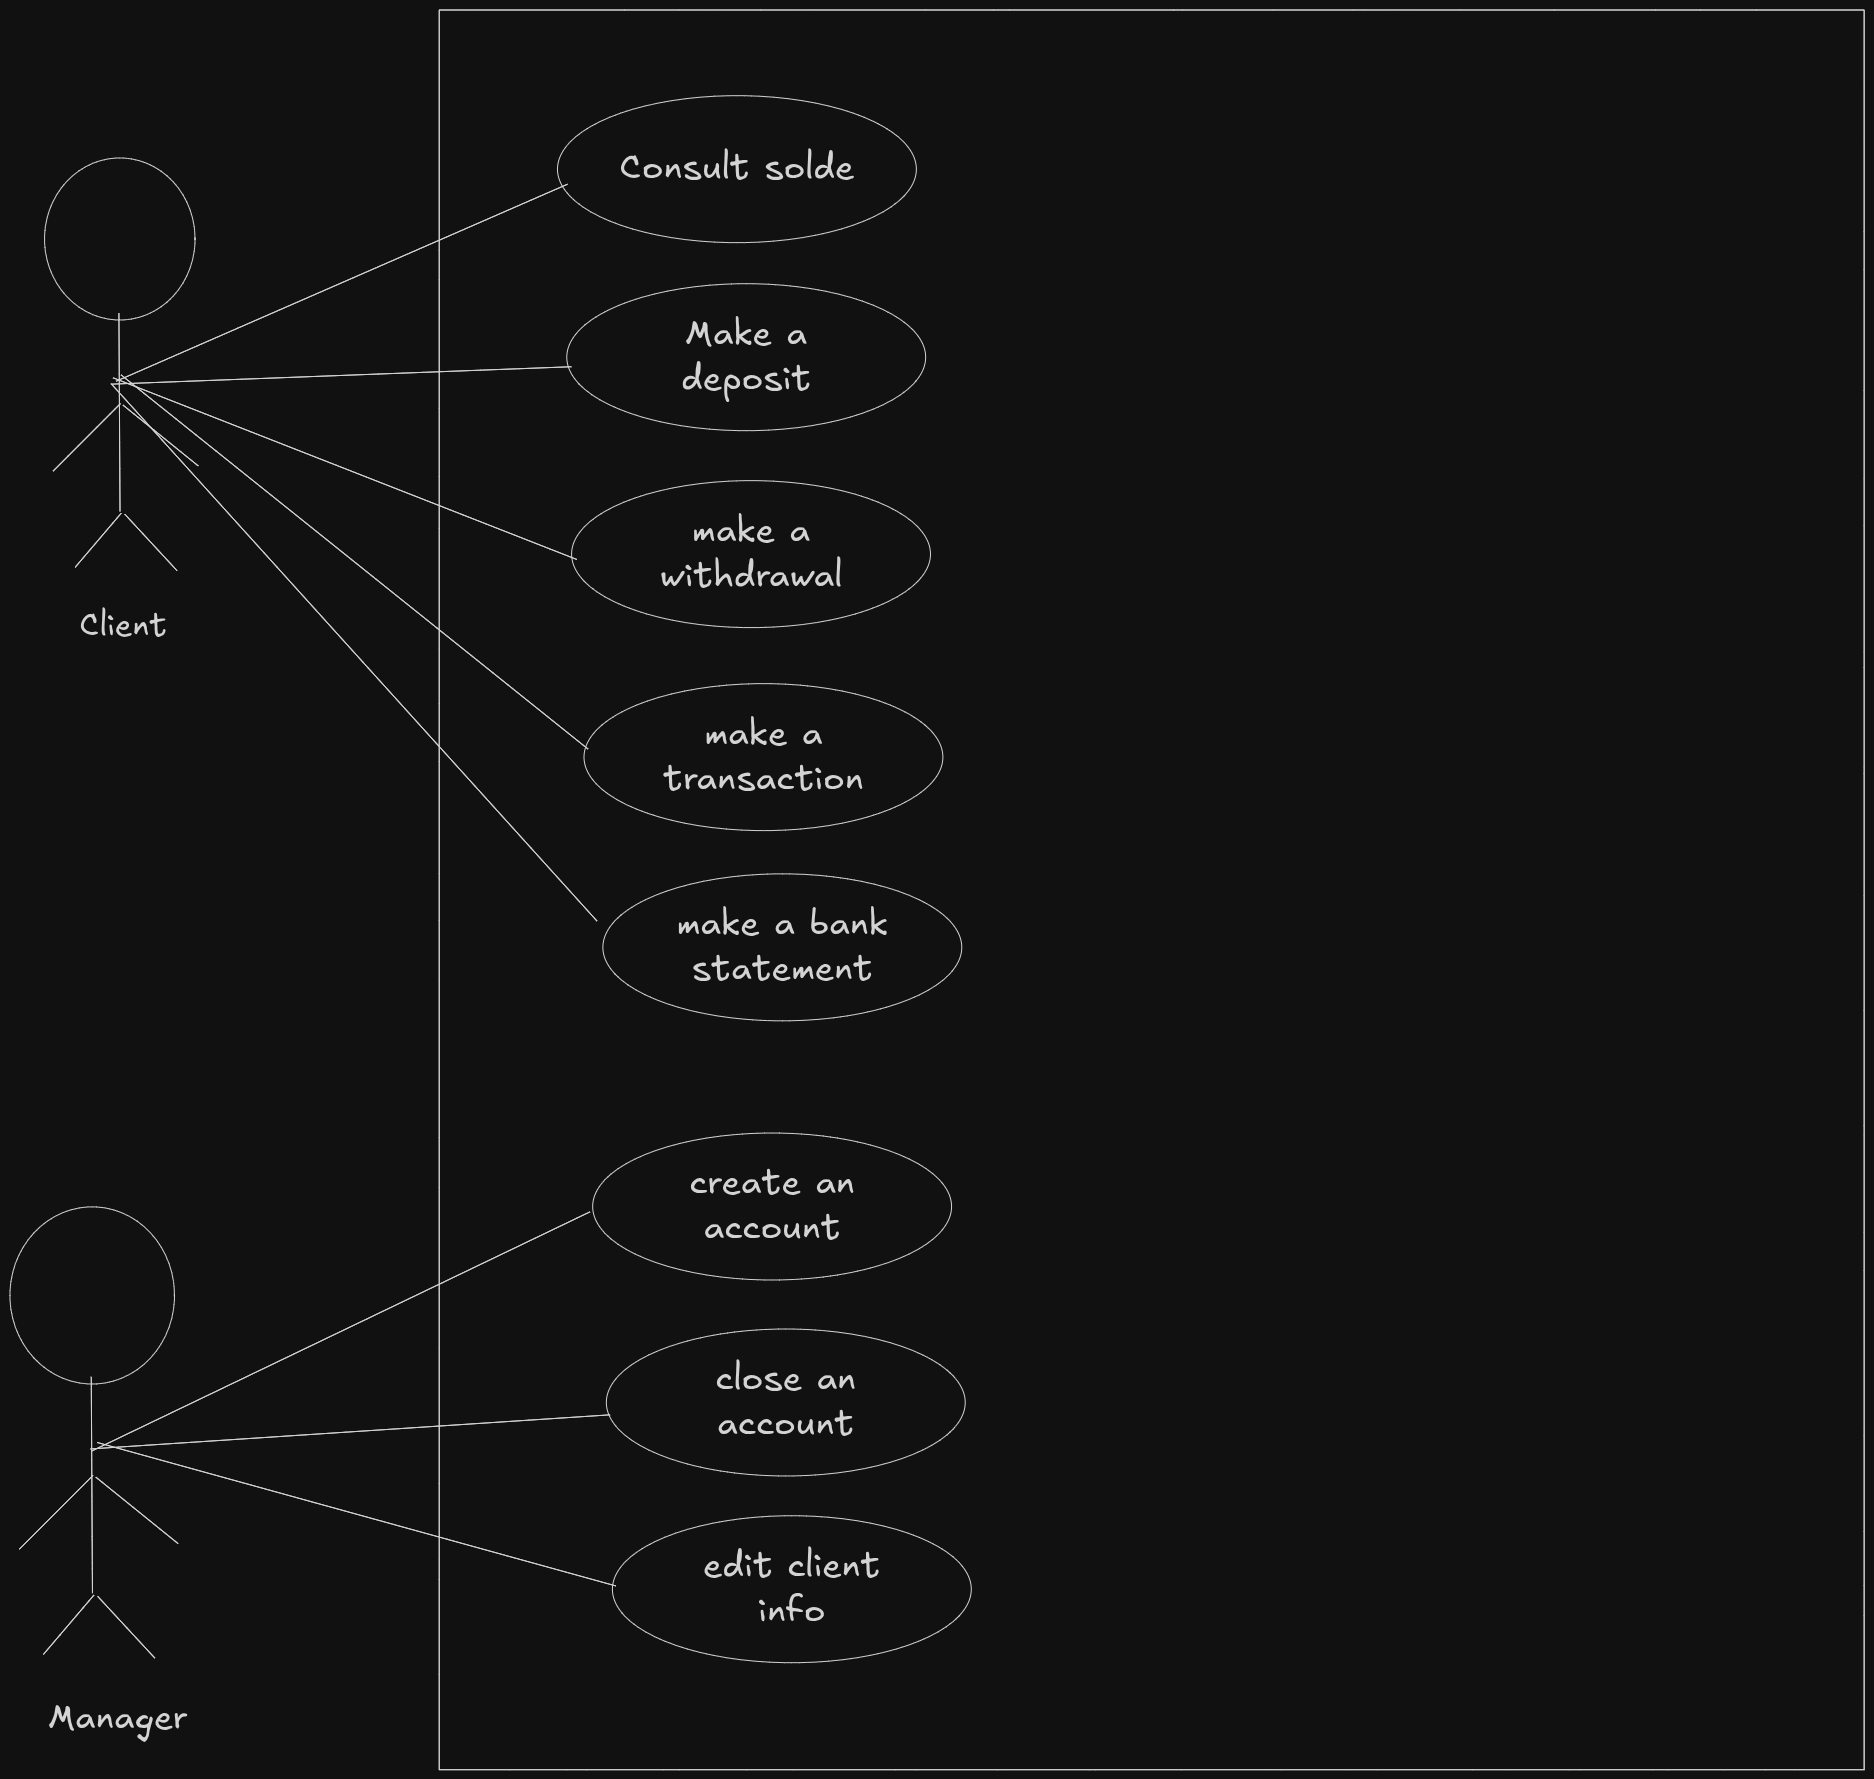 Consult solde
Make a
deposit
make a
withdrawal
Client
make a
transaction
make a bank
statement
create an
account
close an
account
edit client
info
Manager